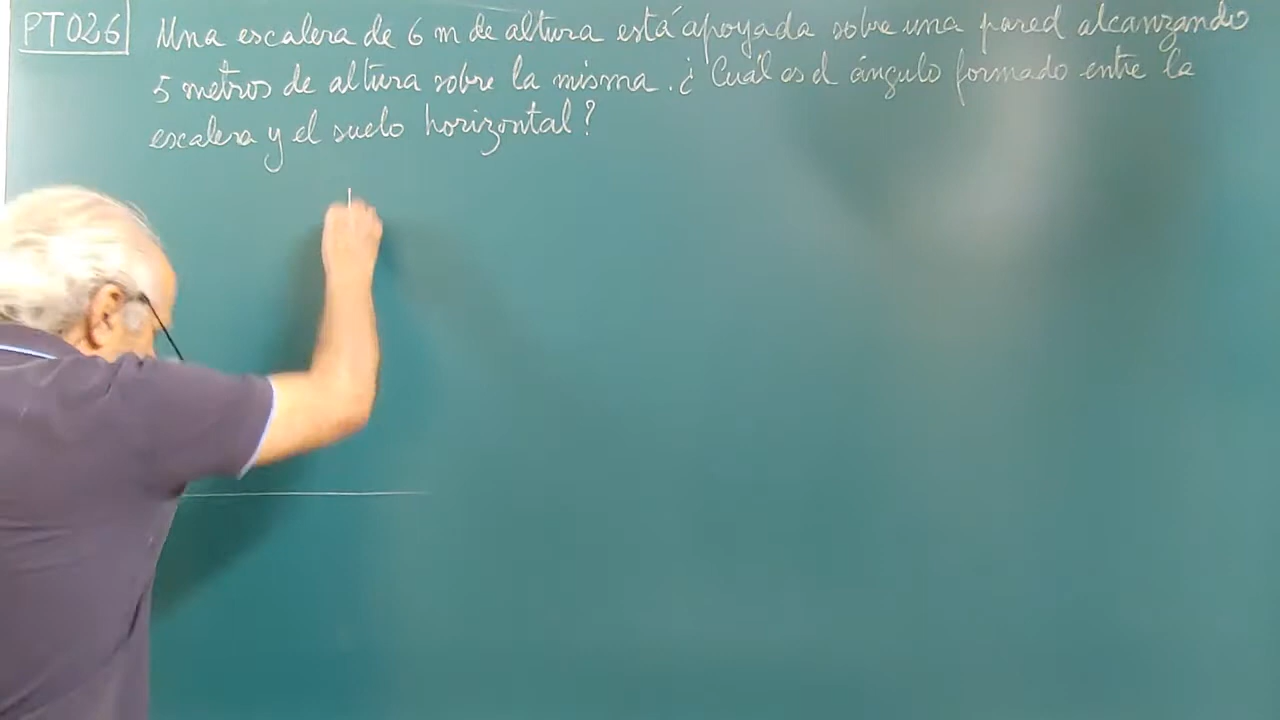 PT026 Una escalera de 6 m de altura está apoyada sobre una pared alcanzando
5 metros de altura sobre la misma. ¿Cuál es el ángulo formado entre la
escalera y el suelo horizontal?